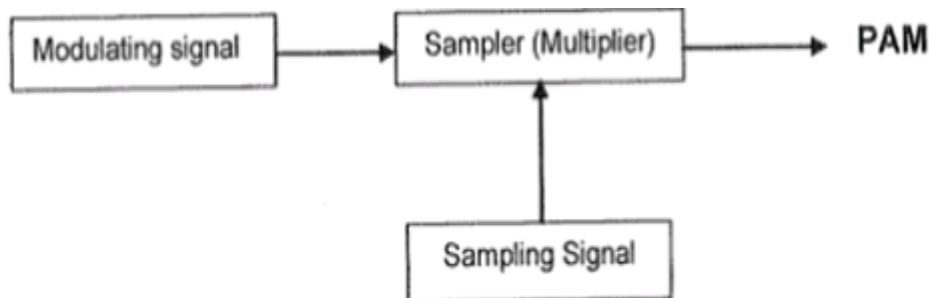 Modulating signal
Sampler (Multiplier)
PAM
Sampling Signal